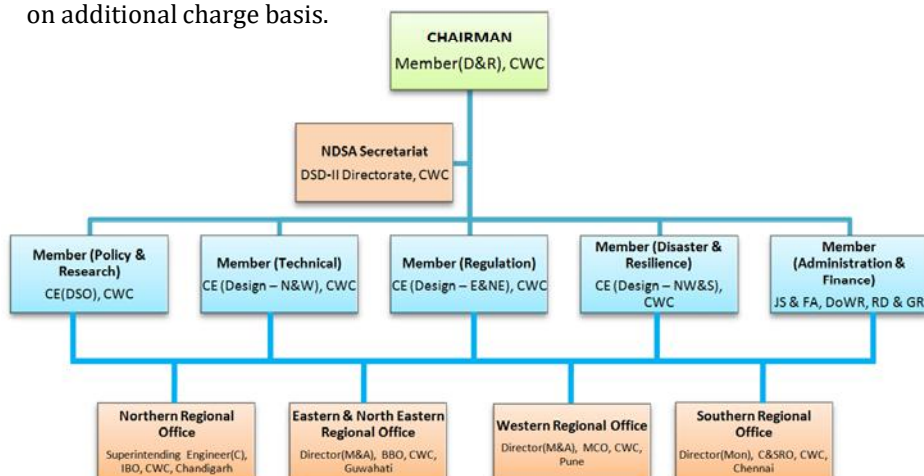 on additional charge basis.
CHAIRMAN
Member(D&R), CWC
NDSA Secretariat
DSD-II Directorate, CWC
Member (Policy &
Research)
CE(DSO), CWC
Member (Technical)
CE (Design – N&W), CWC
Member (Regulation)
CE (Design – E&NE), CWC
Member (Disaster &
Resilience)
CE (Design – NW&S),
CWC
Member
(Administration &
Finance)
JS & FA, DoWR, RD & GR
Northern Regional
Office
Superintending Engineer(C),
IBO, CWC, Chandigarh
Eastern & North Eastern
Regional Office
Director(M&A), BBO, CWC,
Guwahati
Western Regional Office
Director(M&A), MCO, CWC,
Pune
Southern Regional
Office
Director(Mon), C&SRO, CWC,
Chennai